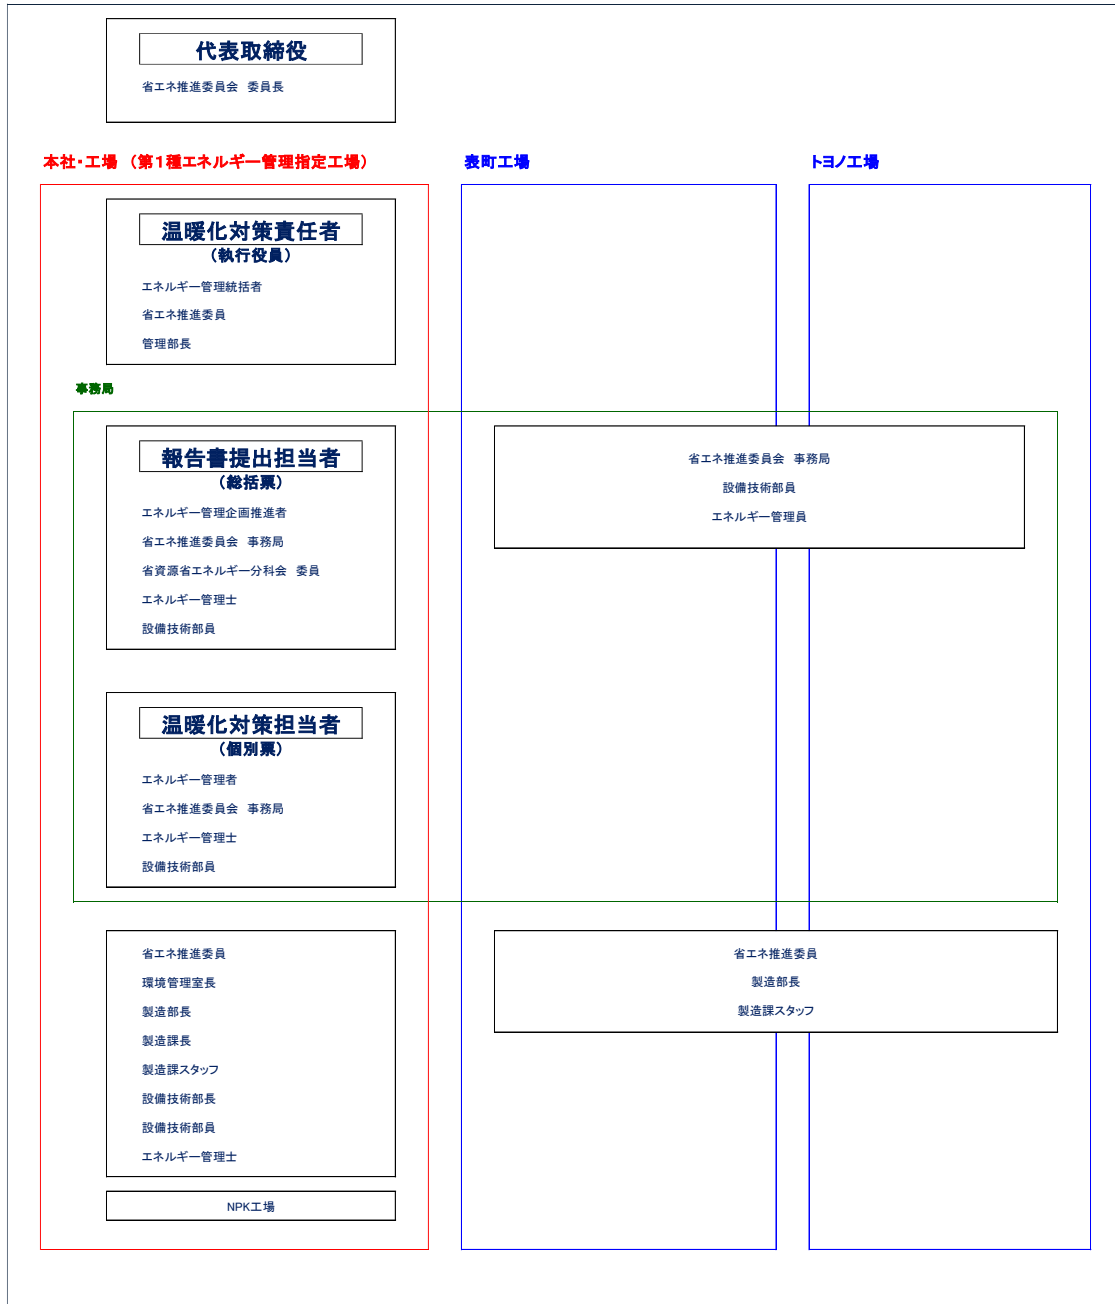 代表取締役
省エネ推進委員会　委員長
本社・工場　（第１種エネルギー管理指定工場）
表町工場
トヨノ工場
温暖化対策責任者
（執行役員）
エネルギー管理統括者
省エネ推進委員
管理部長
事務局
報告書提出担当者
（総括票）
エネルギー管理企画推進者
省エネ推進委員会　事務局
省資源省エネルギー分科会　委員
エネルギー管理士
設備技術部員
省エネ推進委員会　事務局
設備技術部員
エネルギー管理員
温暖化対策担当者
（個別票）
エネルギー管理者
省エネ推進委員会　事務局
エネルギー管理士
設備技術部員
省エネ推進委員
環境管理室長
製造部長
製造課長
製造課スタッフ
設備技術部長
設備技術部員
エネルギー管理士
省エネ推進委員
製造部長
製造課スタッフ
NPK工場